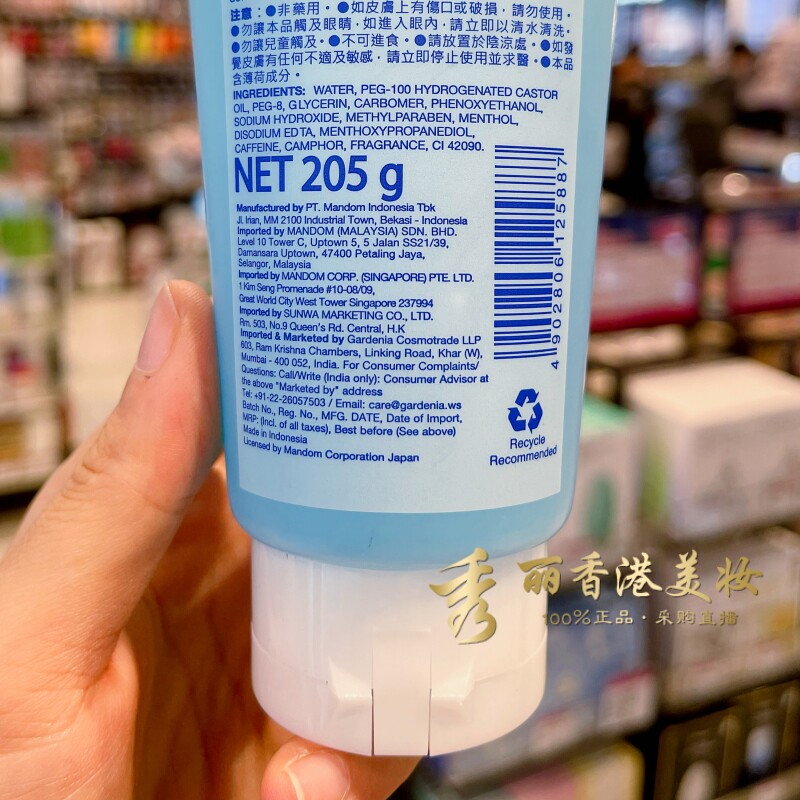 注意：●非藥用。●如皮膚上有傷口或破損，請勿使用。
●勿讓本品觸及眼睛，如進入眼內，請立即以清水清洗。
●勿讓兒童觸及。●不可進食。●請放置於陰涼處。●如發
覺皮膚有任何不適及敏感，請立即停止使用並求醫。●本品
含薄荷成分。
INGREDIENTS: WATER, PEG-100 HYDROGENATED CASTOR
OIL, PEG-8, GLYCERIN, CARBOMER, PHENOXYETHANOL,
SODIUM HYDROXIDE, METHYLPARABEN, MENTHOL,
DISODIUM EDTA, MENTHOXYPROPANEDIOL,
CAFFEINE, CAMPHOR, FRAGRANCE, CI 42090.
NET 205 g
Manufactured by PT. Mandom Indonesia Tbk
Jl. Irian, MM 2100 Industrial Town, Bekasi - Indonesia
Imported by MANDOM (MALAYSIA) SDN. BHD.
Level 10 Tower C, Uptown 5, 5 Jalan SS21/39,
Damansara Uptown, 47400 Petaling Jaya,
Selangor, Malaysia
Imported by MANDOM CORP. (SINGAPORE) PTE. LTD.
1 Kim Seng Promenade #10-08/09,
Great World City West Tower Singapore 237994
Imported by SUNWA MARKETING CO., LTD.
Rm. 503, No.9 Queen's Rd. Central, H.K
Imported & Marketed by Gardenia Cosmotrade LLP
603, Ram Krishna Chambers, Linking Road, Khar (W),
Mumbai - 400 052, India. For Consumer Complaints/
Questions: Call/Write (India only): Consumer Advisor at
the above "Marketed by" address
Tel: +91-22-26057503 / Email: care@gardenia.ws
Batch No., Reg. No., MFG. DATE, Date of Import,
MRP: (Incl. of all taxes), Best before (See above)
Made in Indonesia
Licensed by Mandom Corporation Japan
4 902806 125887
Recycle
Recommended
秀丽香港美妆
100%正品·采购直播